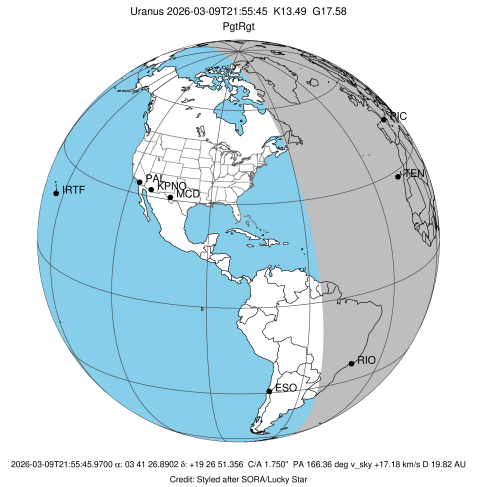 Uranus 2026-03-09T21:55:45 K13.49 G17.58
PgtRgt
PIC
TEN
PAL
KPNO
IRTF
MCD
RIO
ESO
2026-03-09T21:55:45.9700 α: 03 41 26.8902 δ: +19 26 51.356 C/A 1.750" PA 166.36 deg v_sky +17.18 km/s D 19.82 AU
Credit: Styled after SORA/Lucky Star